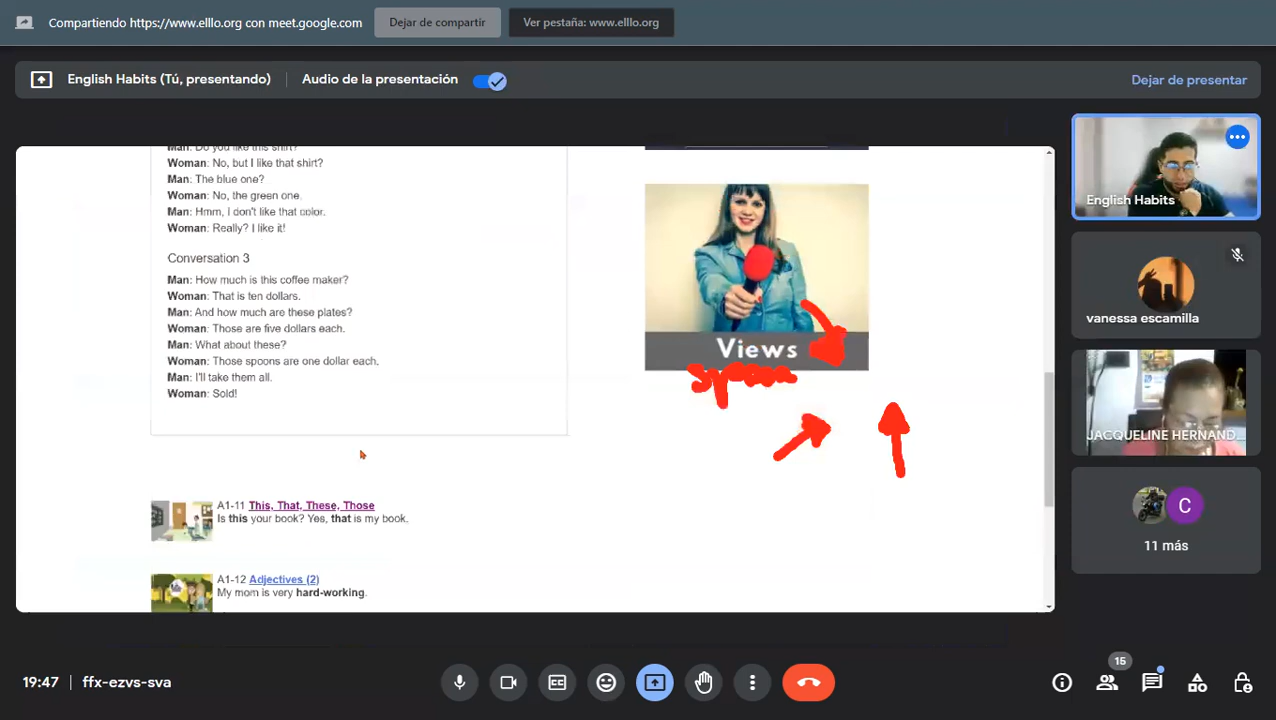 Compartiendo https://www.elllo.org con meet.google.com
Dejar de compartir
Ver pestaña: www.elllo.org
English Habits (Tú, presentando)
Audio de la presentación
Dejar de presentar
Man: Do you like this shirt?
Woman: No, but I like that shirt?
Man: The blue one?
Woman: No, the green one.
Man: Hmm, I don't like that color.
Woman: Really? I like it!
Conversation 3
Man: How much is this coffee maker?
Woman: That is ten dollars.
Man: And how much are these plates?
Woman: Those are five dollars each.
Man: What about these?
Woman: Those spoons are one dollar each.
Man: I'll take them all.
Woman: Sold!
Views
A1-11 This, That, These, Those
Is this your book? Yes, that is my book.
A1-12 Adjectives (2)
My mom is very hard-working.
English Habits
vanessa escamilla
JACQUELINE HERNAND...
C
11 más
19:47 | ffx-ezvs-sva
15